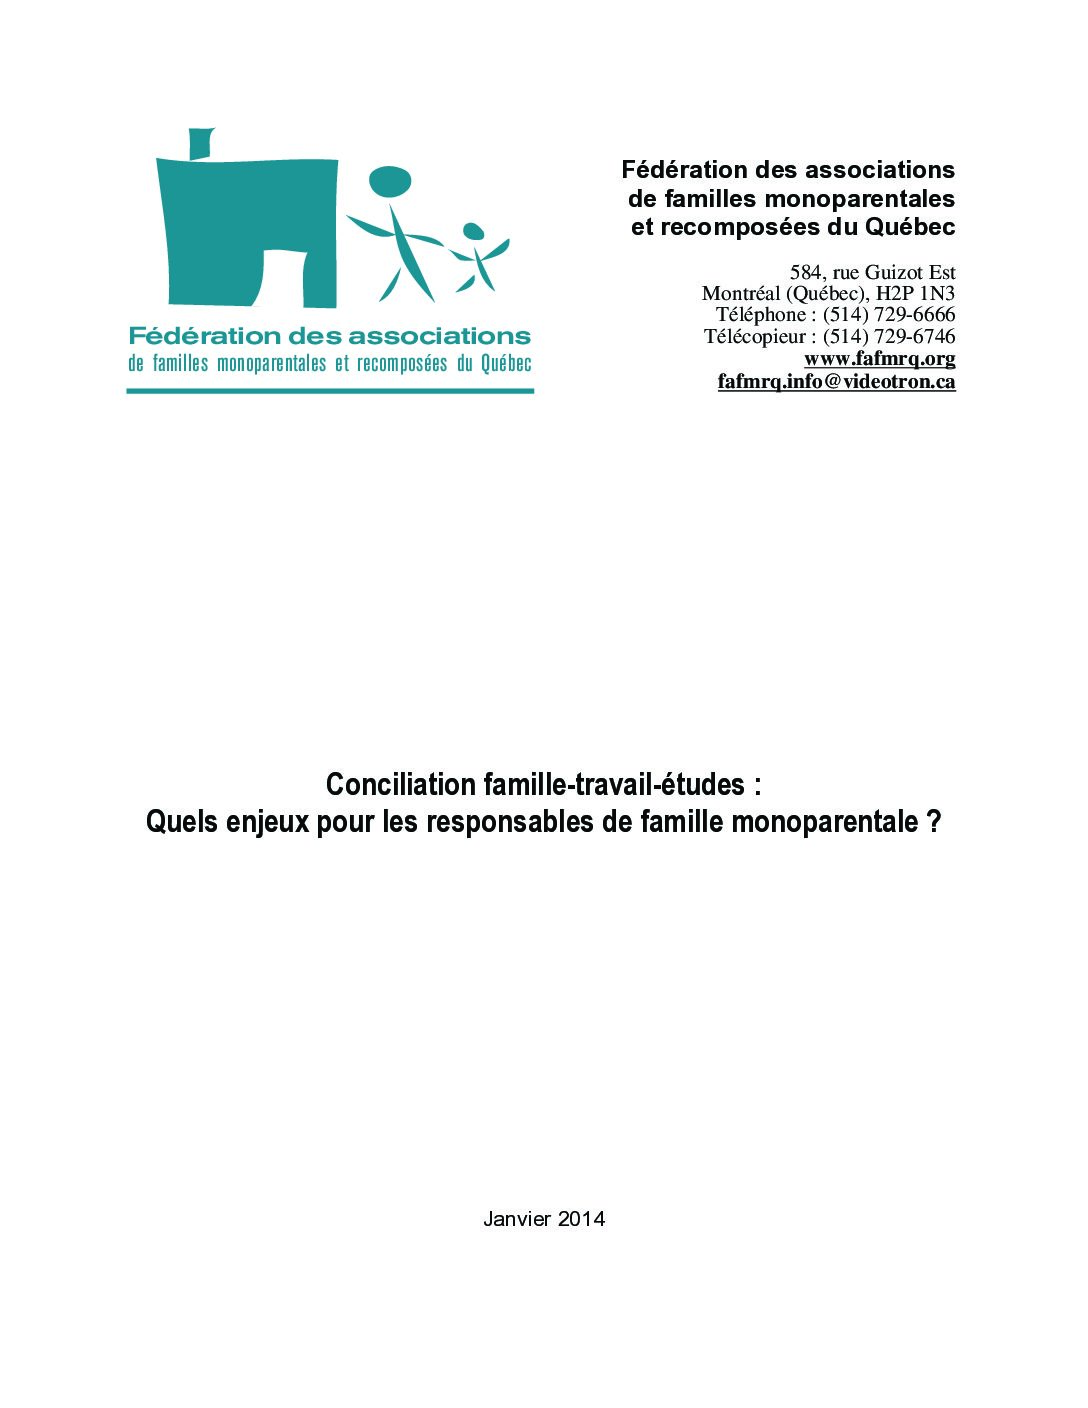 Fédération des associations
de familles monoparentales et recomposées du Québec
Fédération des associations
de familles monoparentales
et recomposées du Québec
584, rue Guizot Est
Montréal (Québec), H2P 1N3
Téléphone : (514) 729-6666
Télécopieur : (514) 729-6746
www.fafmrq.org
fafmrq.info@videotron.ca
Conciliation famille-travail-études :
Quels enjeux pour les responsables de famille monoparentale ?
Janvier 2014